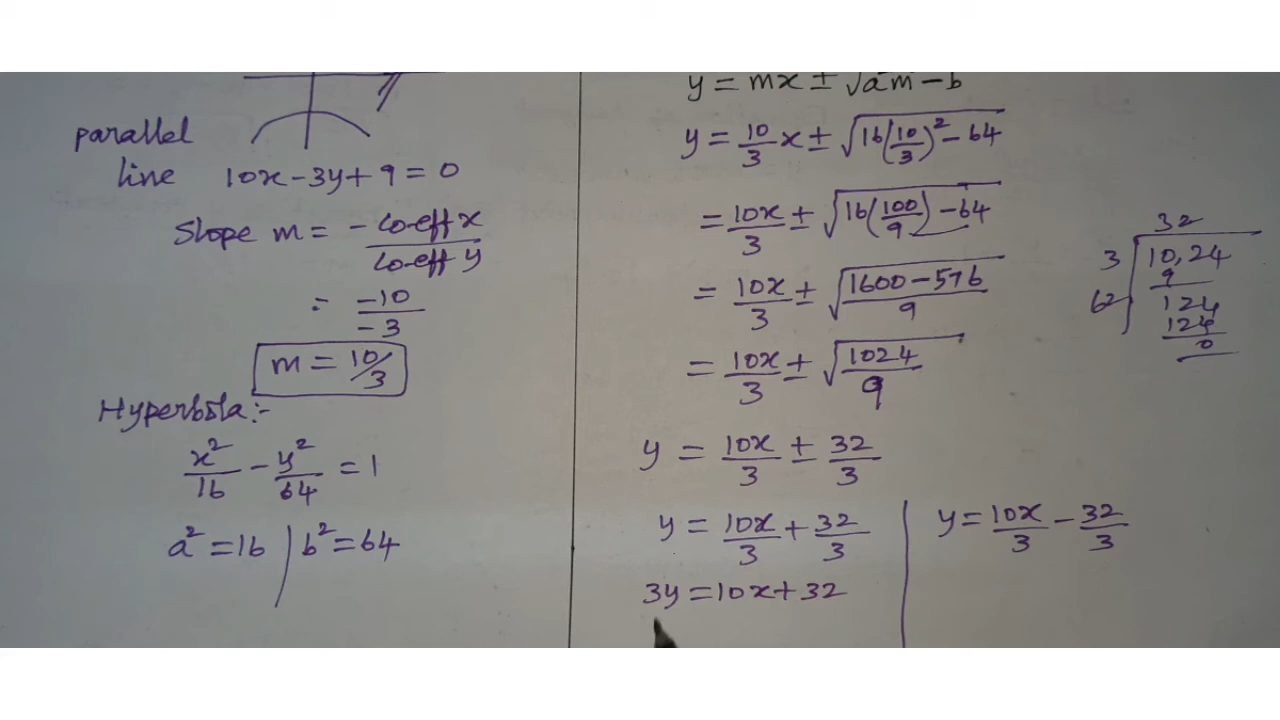 parallel
line 10x - 3y + 9 = 0
Slope m = - co-eff x / co-eff y
= -10 / -3
m = 10/3
Hyperbola:-
x²/16 - y²/64 = 1
a² = 16 | b² = 64
y = mx ± √a m - b
y = 10/3 x ± √16(10/3)² - 64
= 10x/3 ± √16(100/9) - 64
= 10x/3 ± √1600 - 576 / 9
= 10x/3 ± √1024/9
y = 10x/3 ± 32/3
y = 10x/3 + 32/3
3y = 10x + 32
y = 10x/3 - 32/3
32
3 10,24
9
62 124
124
0